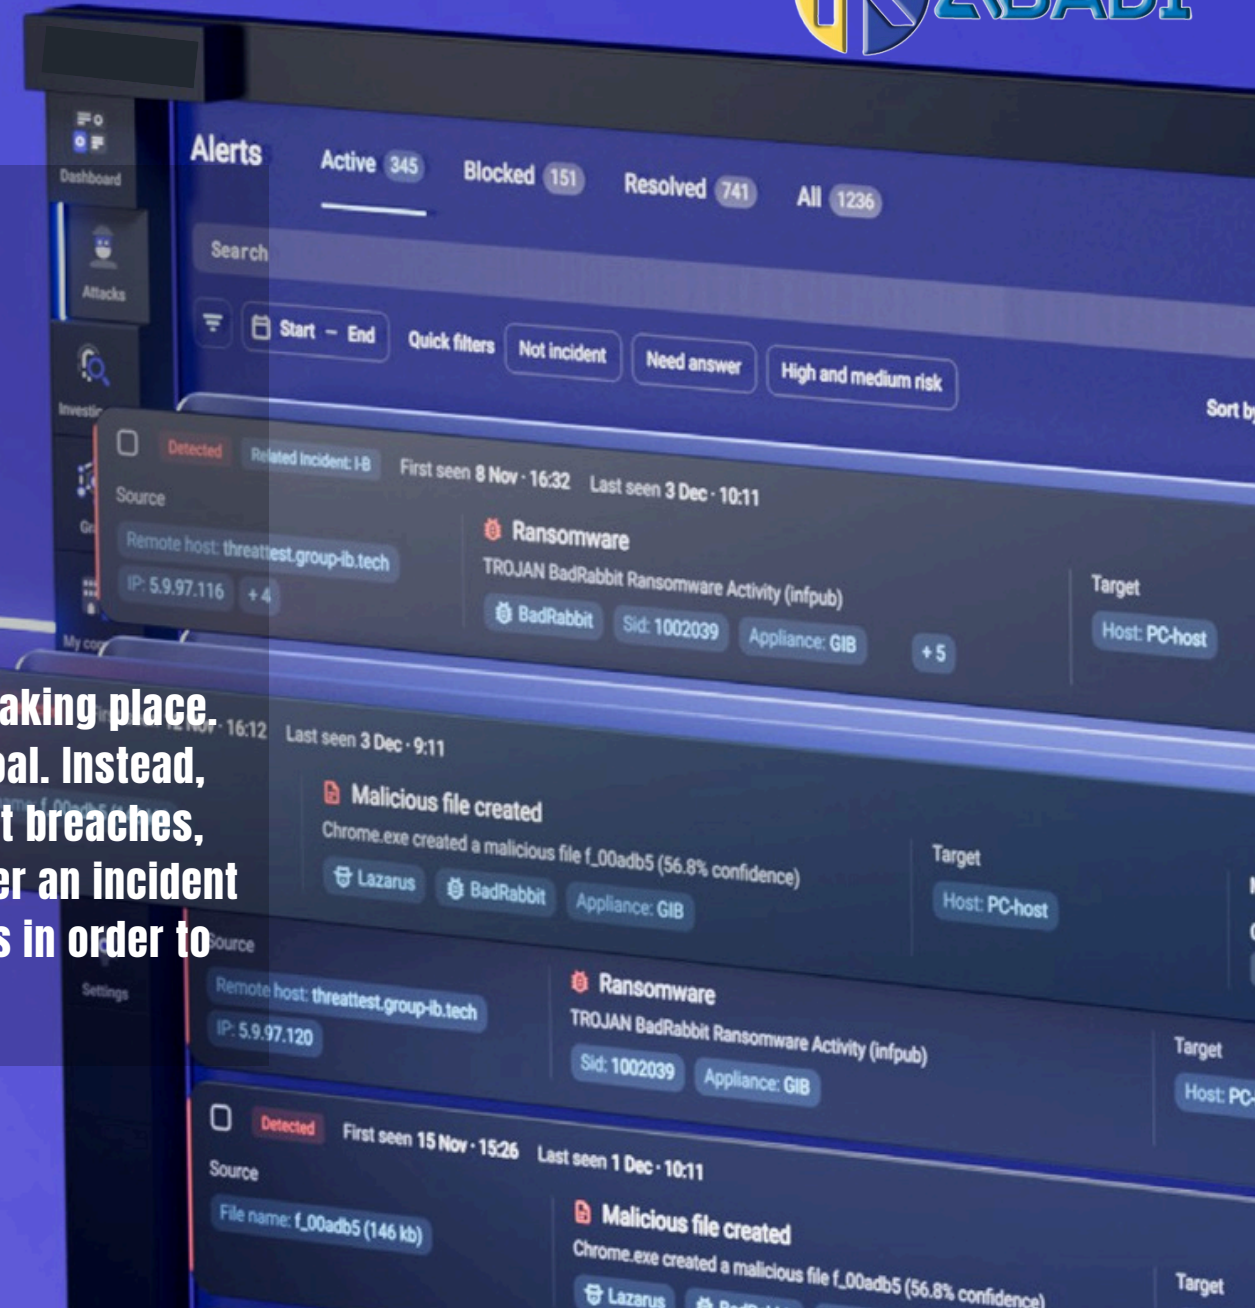 ABADI
Dashboard
Alerts
Active 345
Blocked 151
Resolved 741
All 1236
Search
Attacks
Start – End
Quick filters
Not incident
Need answer
High and medium risk
Sort by
Detected
Related Incident: I-B
First seen 8 Nov · 16:32
Last seen 3 Dec · 10:11
Source
Remote host: threattest.group-ib.tech
IP: 5.9.97.116
+ 4
Ransomware
TROJAN BadRabbit Ransomware Activity (infpub)
BadRabbit
Sid: 1002039
Appliance: GIB
+ 5
Target
Host: PC-host
aking place.
oal. Instead,
t breaches,
er an incident
s in order to
16:12
Last seen 3 Dec · 9:11
Malicious file created
Chrome.exe created a malicious file f_00adb5 (56.8% confidence)
Lazarus
BadRabbit
Appliance: GIB
Target
Host: PC-host
Settings
Source
Remote host: threattest.group-ib.tech
IP: 5.9.97.120
Ransomware
TROJAN BadRabbit Ransomware Activity (infpub)
Sid: 1002039
Appliance: GIB
Target
Host: PC-
Detected
First seen 15 Nov · 15:26
Last seen 1 Dec · 10:11
Source
File name: f_00adb5 (146 kb)
Malicious file created
Chrome.exe created a malicious file f_00adb5 (56.8% confidence)
Lazarus
Target